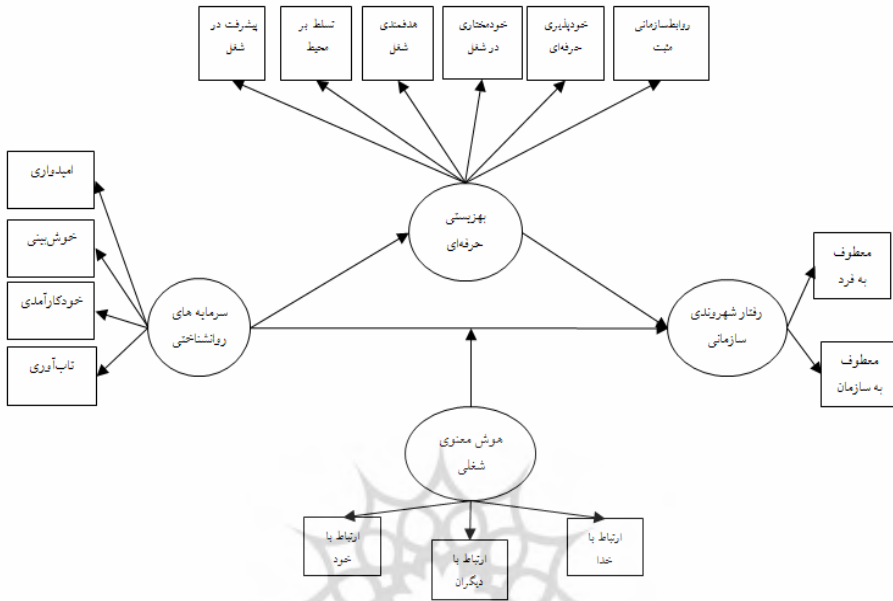 روابط‌سازمانی
مثبت
خودپذیری
حرفه‌ای
خودمختاری
در شغل
هدفمندی
شغل
تسلط بر
محیط
پیشرفت در
شغل
بهزیستی
حرفه‌ای
امیدواری
خوش‌بینی
خودکارآمدی
تاب‌آوری
سرمایه های
روانشناختی
رفتار شهروندی
سازمانی
معطوف
به فرد
معطوف
به سازمان
هوش معنوی
شغلی
ارتباط با
خدا
ارتباط با
دیگران
ارتباط با
خود